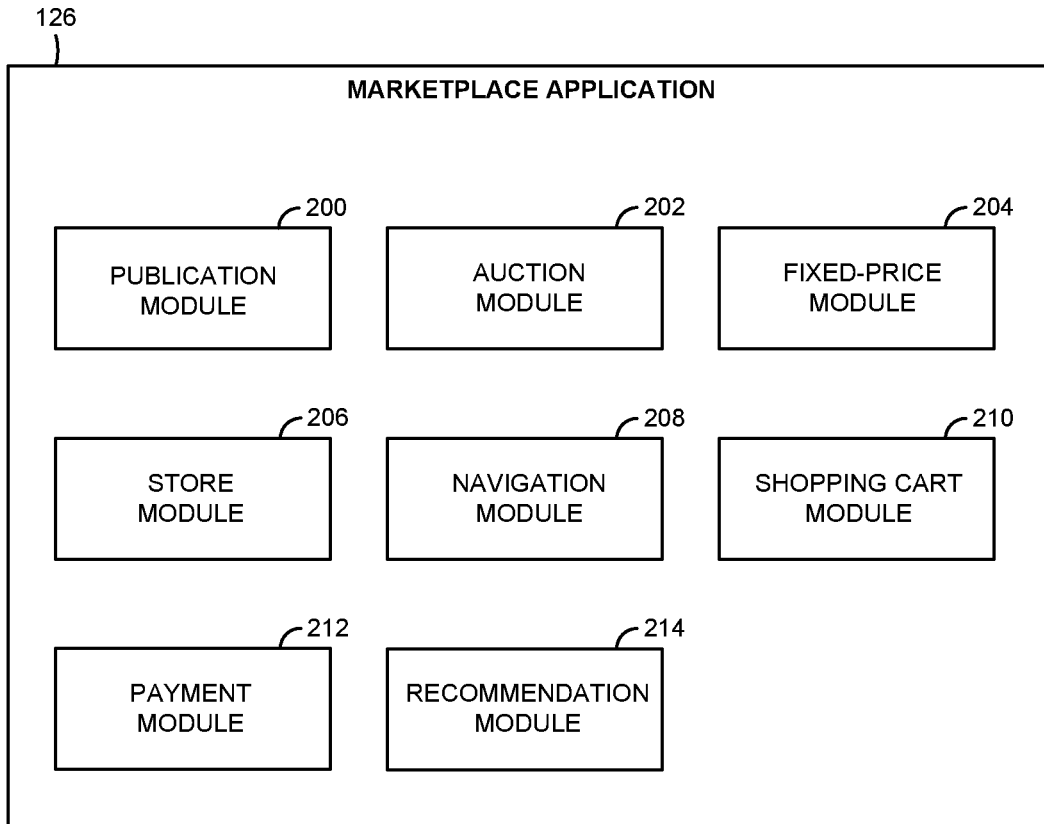 126
MARKETPLACE APPLICATION
200
PUBLICATION
MODULE
202
AUCTION
MODULE
204
FIXED-PRICE
MODULE
206
STORE
MODULE
208
NAVIGATION
MODULE
210
SHOPPING CART
MODULE
212
PAYMENT
MODULE
214
RECOMMENDATION
MODULE